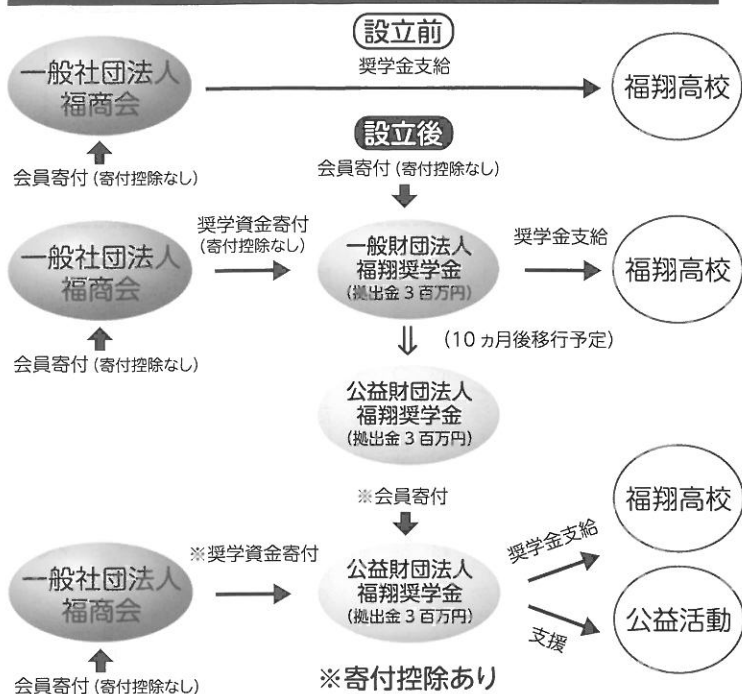 設立前
一般社団法人
福商会
奨学金支給
福翔高校
会員寄付(寄付控除なし)
設立後
会員寄付(寄付控除なし)
一般社団法人
福商会
奨学資金寄付
(寄付控除なし)
一般財団法人
福翔奨学金
(拠出金3百万円)
奨学金支給
福翔高校
会員寄付(寄付控除なし)
(10ヵ月後移行予定)
公益財団法人
福翔奨学金
(拠出金3百万円)
※会員寄付
福翔高校
一般社団法人
福商会
※奨学資金寄付
公益財団法人
福翔奨学金
(拠出金3百万円)
奨学金支給
支援
公益活動
会員寄付(寄付控除なし)
※寄付控除あり